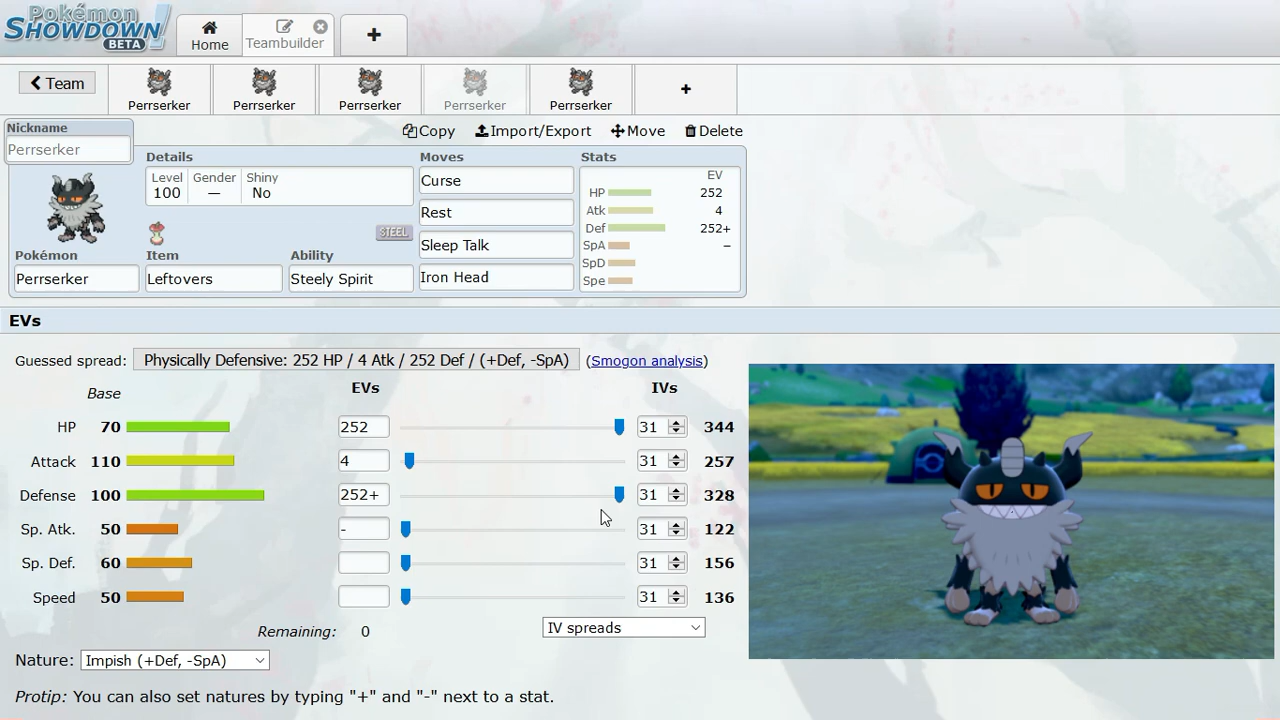 Pokémon
SHOWDOWN!
BETA
Home
Teambuilder
+
Team
Perrserker
Perrserker
Perrserker
Perrserker
Perrserker
+
Nickname
Perrserker
Copy
Import/Export
Move
Delete
Details
Level
100
Gender
—
Shiny
No
STEEL
Pokémon
Perrserker
Item
Leftovers
Ability
Steely Spirit
Moves
Curse
Rest
Sleep Talk
Iron Head
Stats
EV
HP 252
Atk 4
Def 252+
SpA −
SpD
Spe
EVs
Guessed spread: Physically Defensive: 252 HP / 4 Atk / 252 Def / (+Def, -SpA) (Smogon analysis)
Base EVs IVs
HP 70 252 31 344
Attack 110 4 31 257
Defense 100 252+ 31 328
Sp. Atk. 50 - 31 122
Sp. Def. 60 31 156
Speed 50 31 136
Remaining: 0 IV spreads
Nature: Impish (+Def, -SpA)
Protip: You can also set natures by typing "+" and "-" next to a stat.